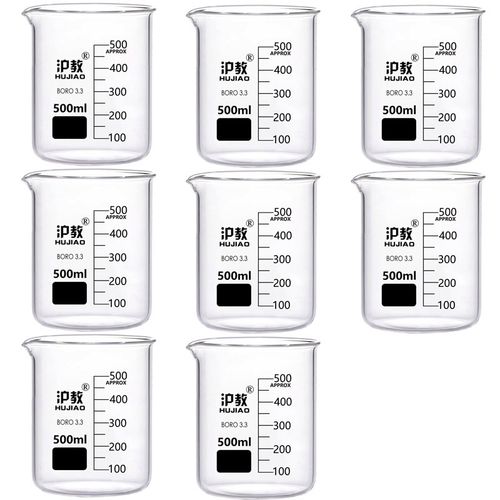 沪教®
HUJIAO
BORO 3.3
500ml
500
APPROX
400
300
200
100
沪教®
HUJIAO
BORO 3.3
500ml
500
APPROX
400
300
200
100
沪教®
HUJIAO
BORO 3.3
500ml
500
APPROX
400
300
200
100
沪教®
HUJIAO
BORO 3.3
500ml
500
APPROX
400
300
200
100
沪教®
HUJIAO
BORO 3.3
500ml
500
APPROX
400
300
200
100
沪教®
HUJIAO
BORO 3.3
500ml
500
APPROX
400
300
200
100
沪教®
HUJIAO
BORO 3.3
500ml
500
APPROX
400
300
200
100
沪教®
HUJIAO
BORO 3.3
500ml
500
APPROX
400
300
200
100